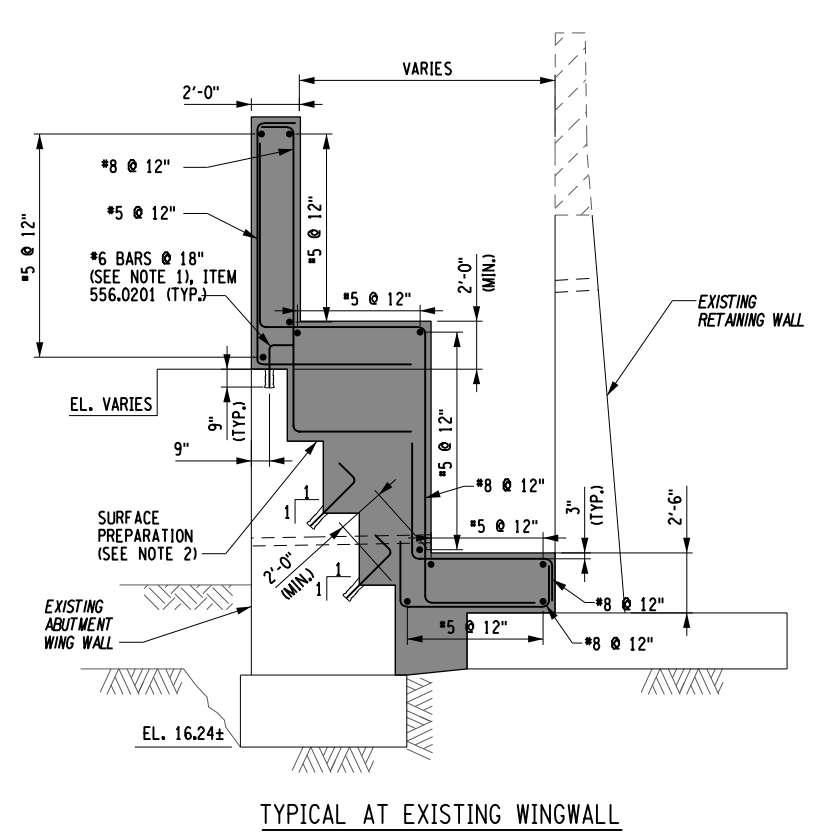 VARIES
2'-0"
#8 @ 12"
#5 @ 12"
#5 @ 12"
#5 @ 12"
#6 BARS @ 18"
(SEE NOTE 1), ITEM
556.0201 (TYP.)
2'-0"
(MIN.)
#5 @ 12"
EXISTING
RETAINING WALL
EL. VARIES
9"
(TYP.)
9"
#5 @ 12"
#8 @ 12"
3"
(TYP.)
2'-6"
1
1
#5 @ 12"
SURFACE
PREPARATION
(SEE NOTE 2)
2'-0"
(MIN.)
1
1
#8 @ 12"
EXISTING
ABUTMENT
WING WALL
#5 @ 12"
#8 @ 12"
EL. 16.24±
TYPICAL AT EXISTING WINGWALL